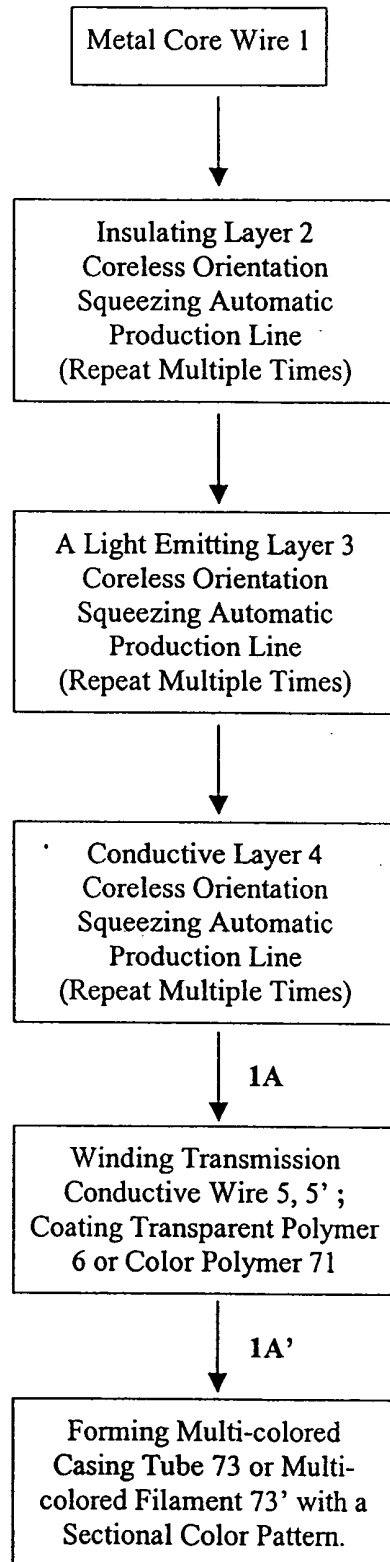 Metal Core Wire 1
Insulating Layer 2
Coreless Orientation
Squeezing Automatic
Production Line
(Repeat Multiple Times)
A Light Emitting Layer 3
Coreless Orientation
Squeezing Automatic
Production Line
(Repeat Multiple Times)
Conductive Layer 4
Coreless Orientation
Squeezing Automatic
Production Line
(Repeat Multiple Times)
1A
Winding Transmission
Conductive Wire 5, 5' ;
Coating Transparent Polymer
6 or Color Polymer 71
1A'
Forming Multi-colored
Casing Tube 73 or Multi-
colored Filament 73' with a
Sectional Color Pattern.